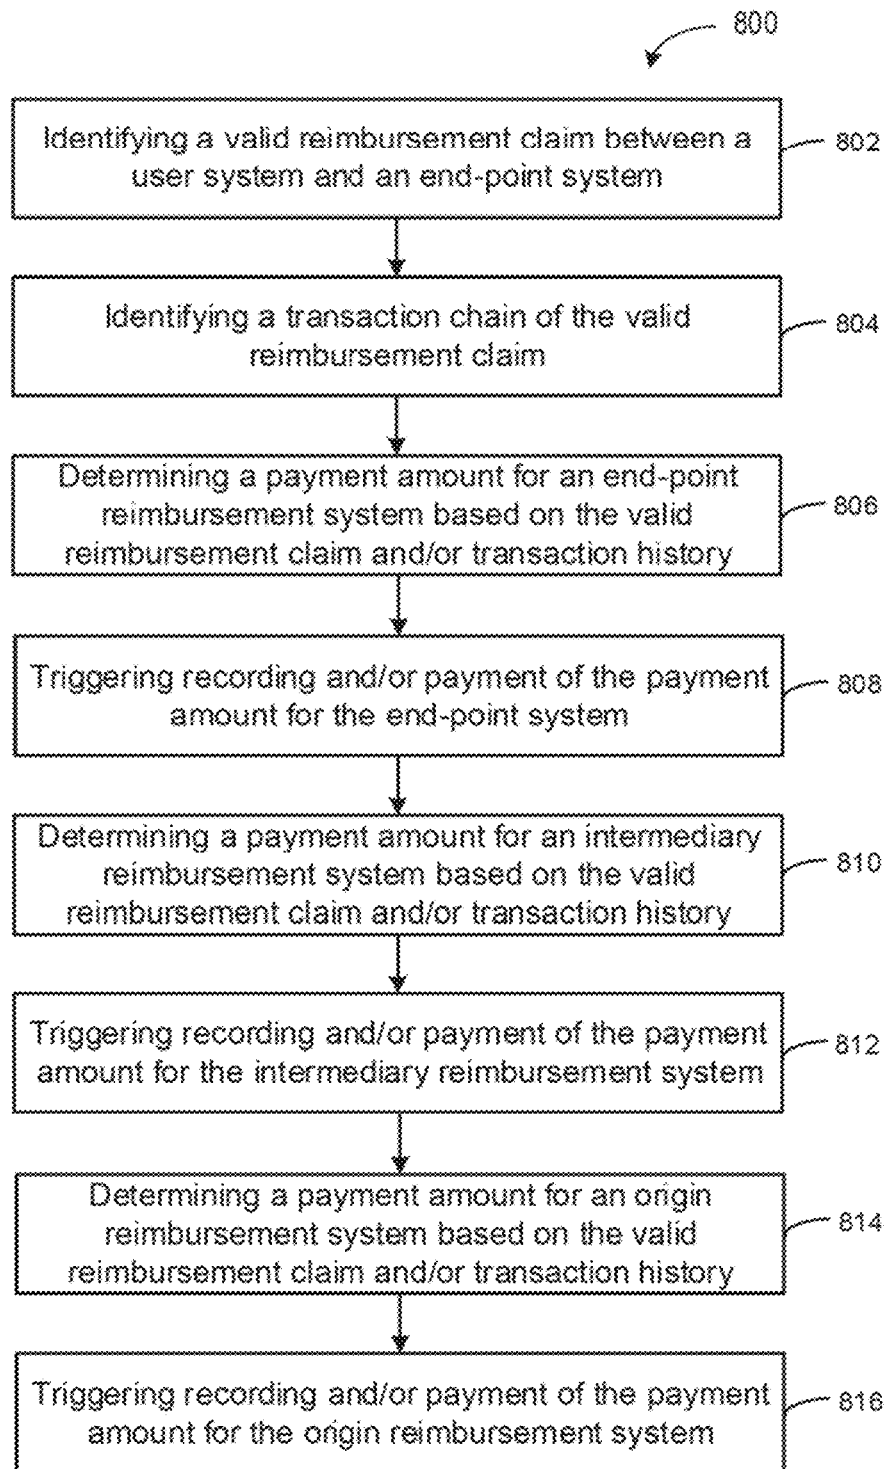 800
Identifying a valid reimbursement claim between a
user system and an end-point system
802
Identifying a transaction chain of the valid
reimbursement claim
804
Determining a payment amount for an end-point
reimbursement system based on the valid
reimbursement claim and/or transaction history
806
Triggering recording and/or payment of the payment
amount for the end-point system
808
Determining a payment amount for an intermediary
reimbursement system based on the valid
reimbursement claim and/or transaction history
810
Triggering recording and/or payment of the payment
amount for the intermediary reimbursement system
812
Determining a payment amount for an origin
reimbursement system based on the valid
reimbursement claim and/or transaction history
814
Triggering recording and/or payment of the payment
amount for the origin reimbursement system
816